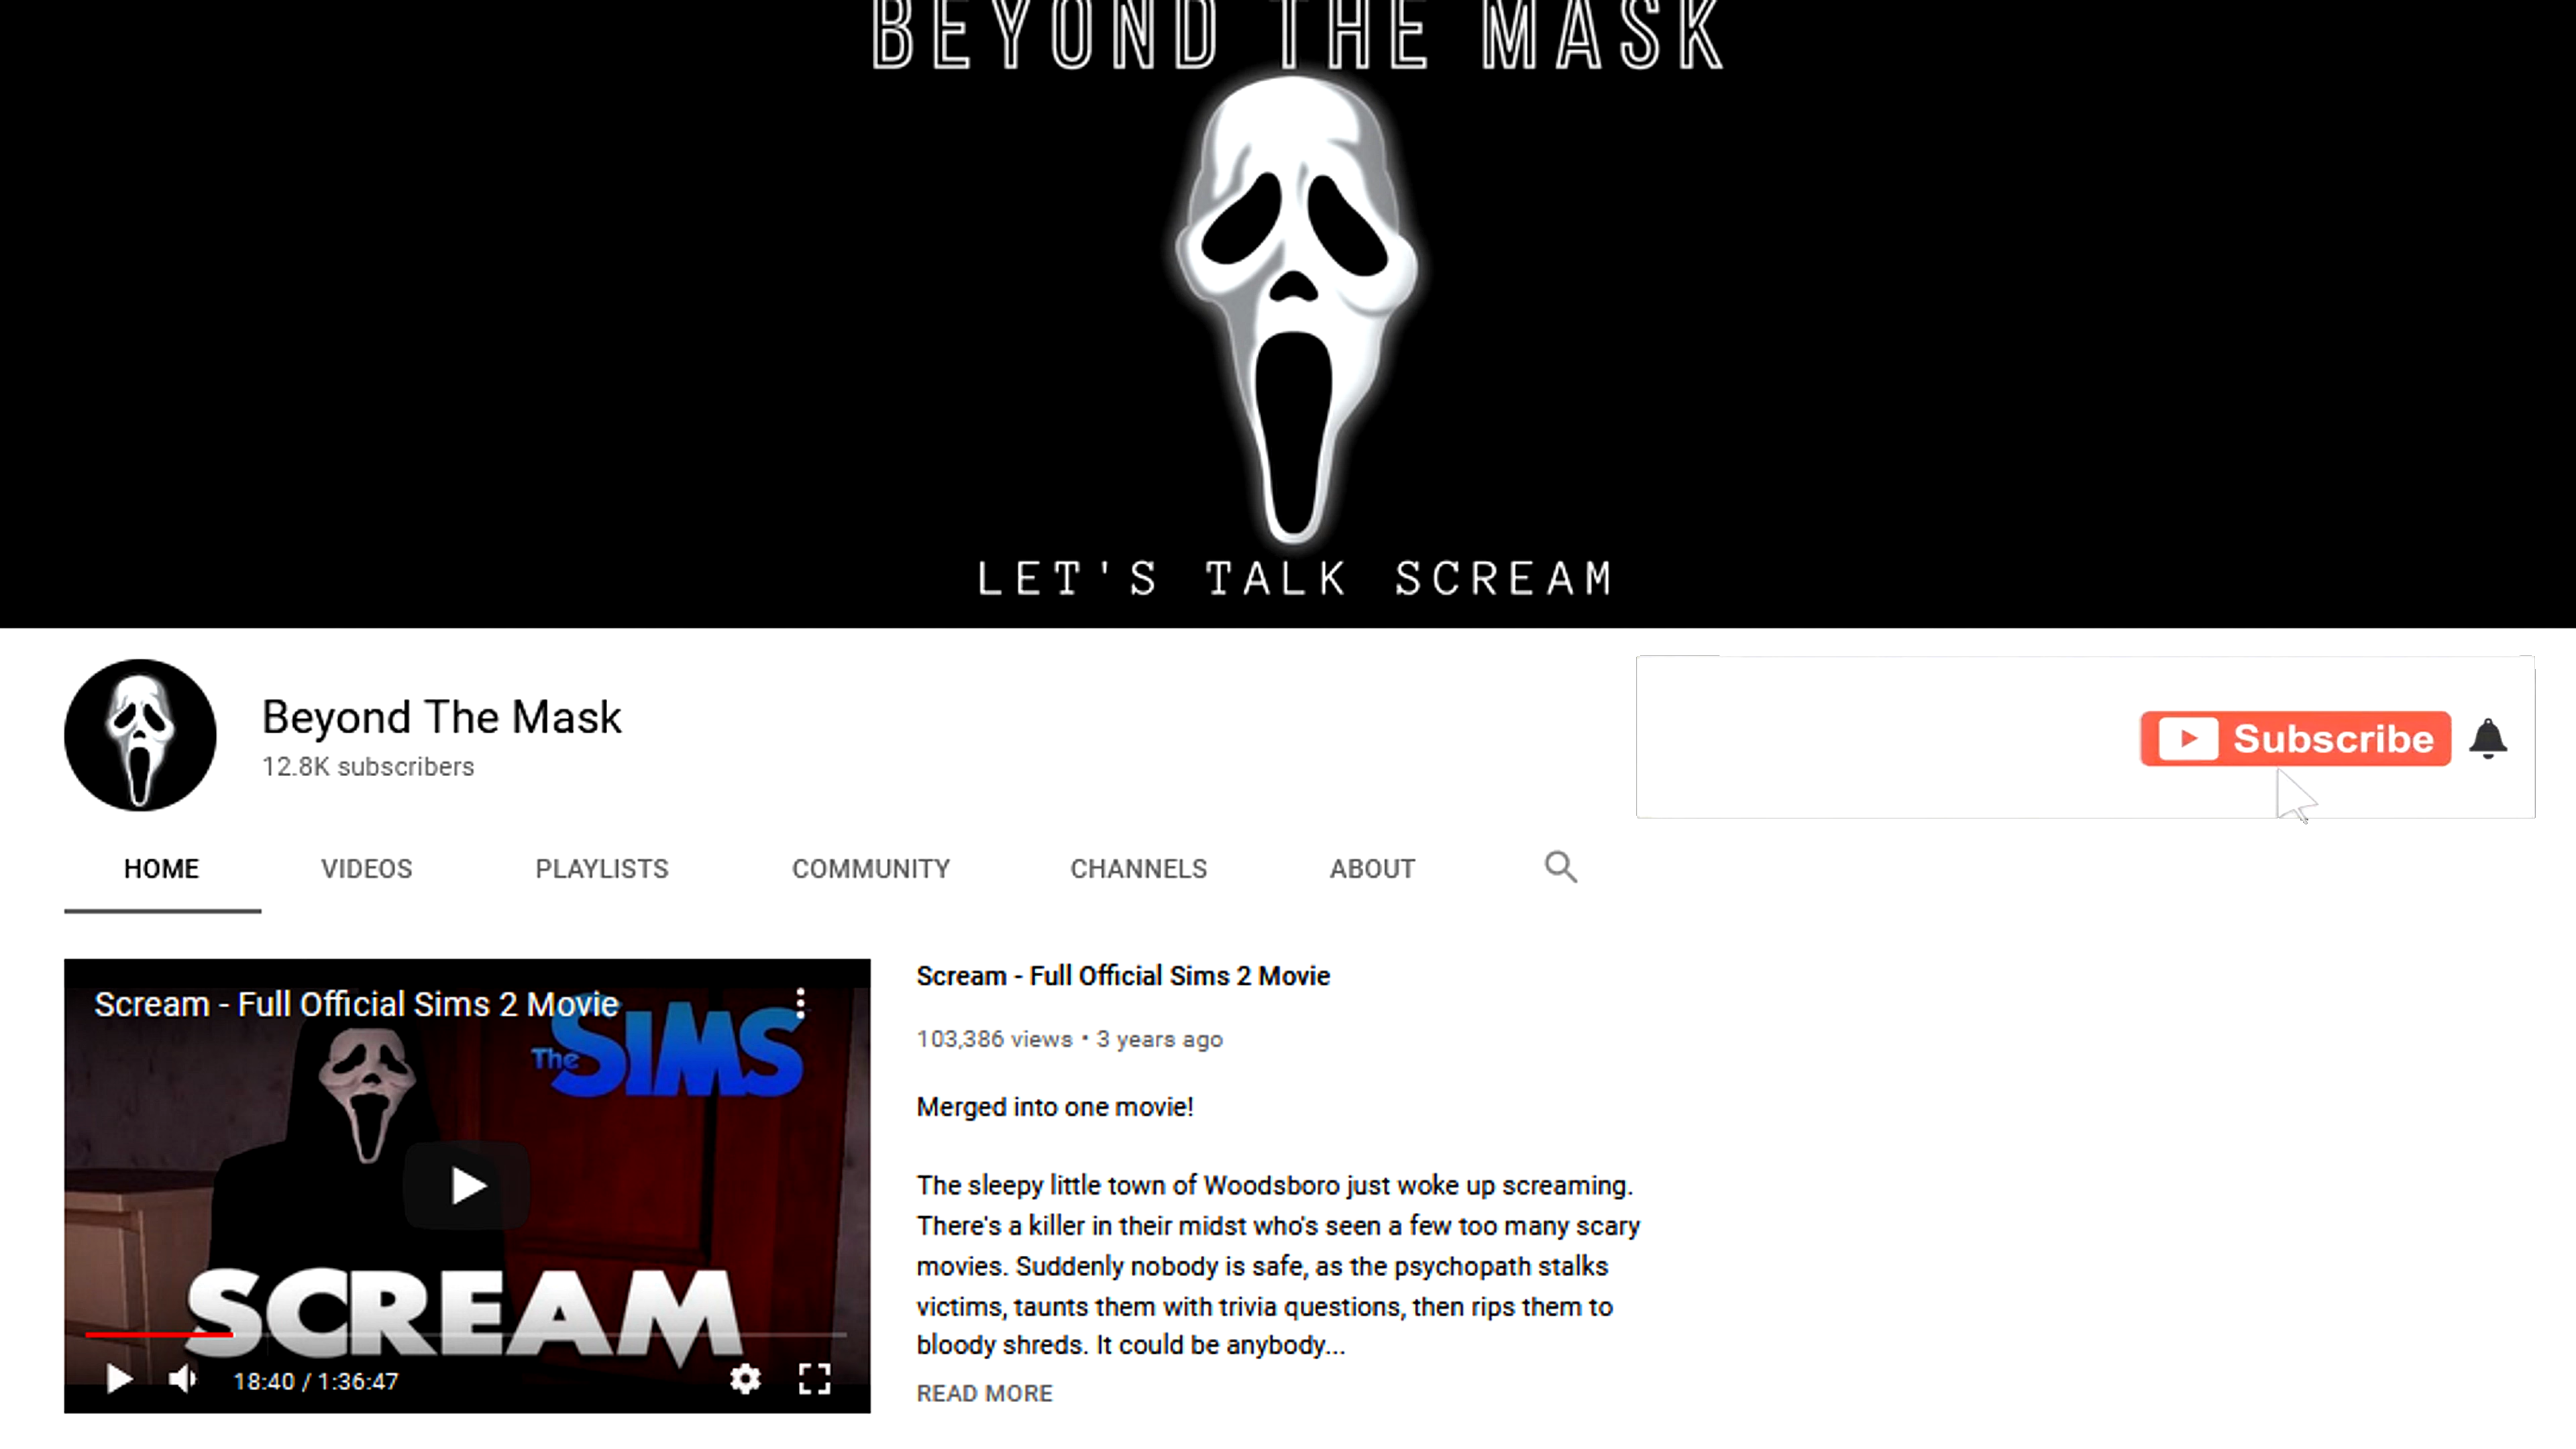 BEYOND THE MASK
LET'S TALK SCREAM
Beyond The Mask
12.8K subscribers
Subscribe
HOME VIDEOS PLAYLISTS COMMUNITY CHANNELS ABOUT
Scream - Full Official Sims 2 Movie
The SIMS
SCREAM
18:40 / 1:36:47
Scream - Full Official Sims 2 Movie
103,386 views • 3 years ago
Merged into one movie!
The sleepy little town of Woodsboro just woke up screaming.
There's a killer in their midst who's seen a few too many scary
movies. Suddenly nobody is safe, as the psychopath stalks
victims, taunts them with trivia questions, then rips them to
bloody shreds. It could be anybody...
READ MORE